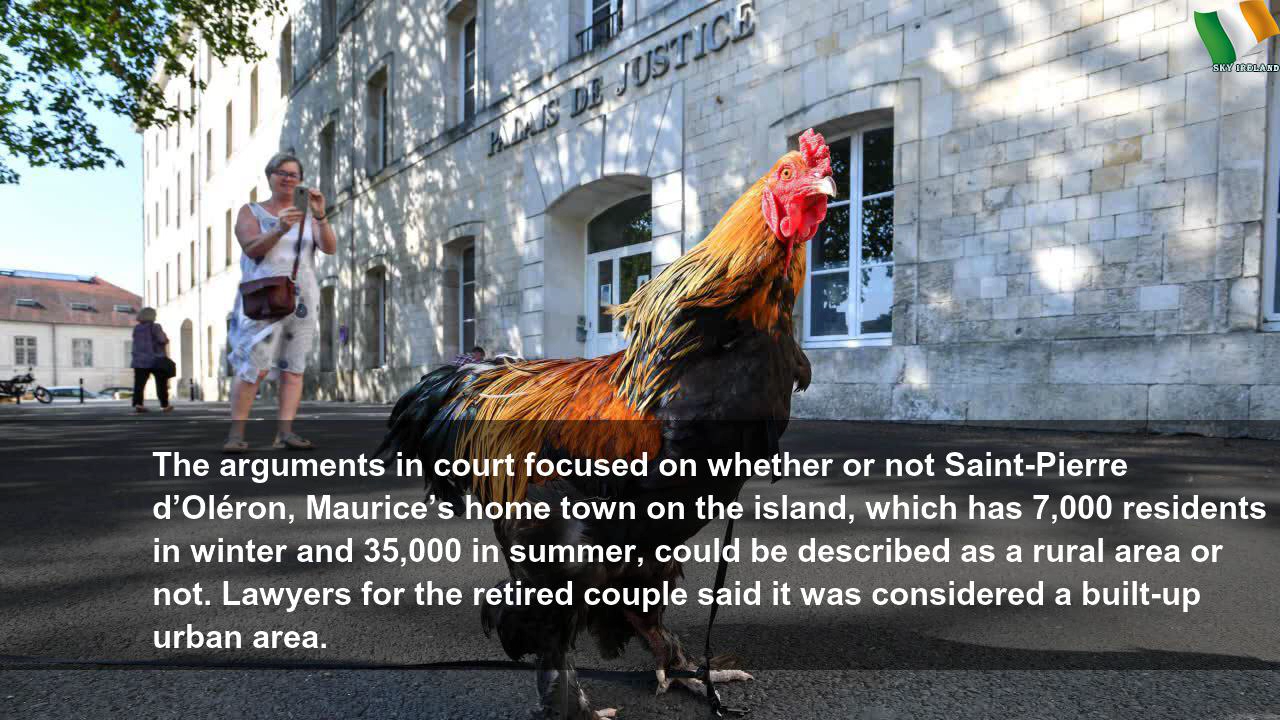 SKY IRELAND
PALAIS DE JUSTICE
The arguments in court focused on whether or not Saint-Pierre
d’Oléron, Maurice’s home town on the island, which has 7,000 residents
in winter and 35,000 in summer, could be described as a rural area or
not. Lawyers for the retired couple said it was considered a built-up
urban area.